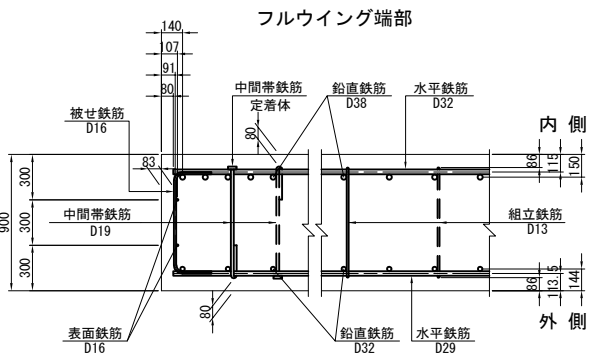 フルウイング端部
140
107
91
80
被せ鉄筋
D16
中間帯鉄筋
定着体
80
鉛直鉄筋
D38
水平鉄筋
D32
内 側
83
86
115
150
900
300
300
300
中間帯鉄筋
D19
組立鉄筋
D13
表面鉄筋
D16
80
鉛直鉄筋
D32
水平鉄筋
D29
86
113.5
144
外 側